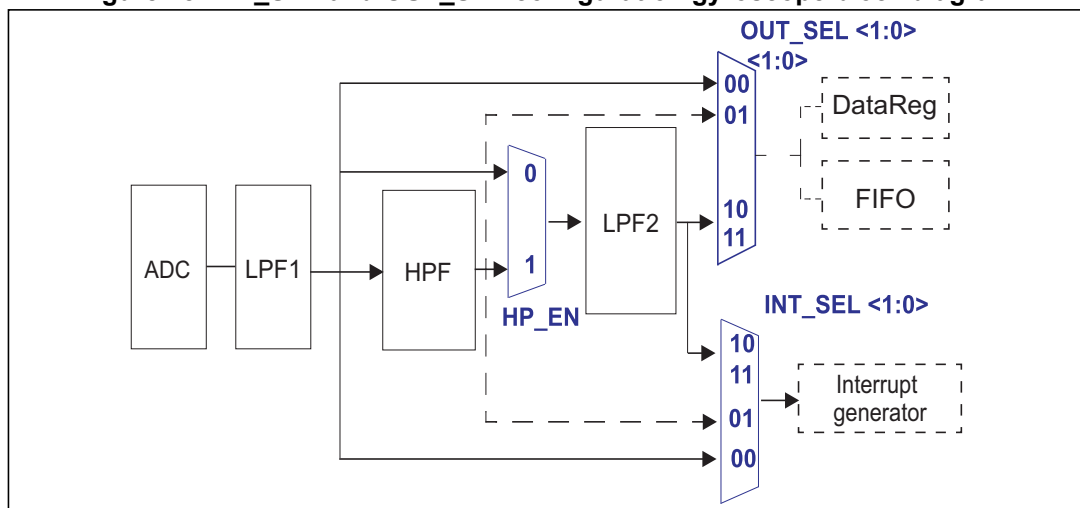 OUT_SEL <1:0>
<1:0>
00
01
DataReg
0
10
FIFO
ADC
LPF1
HPF
LPF2
11
1
HP_EN
INT_SEL <1:0>
10
11
Interrupt
generator
01
00